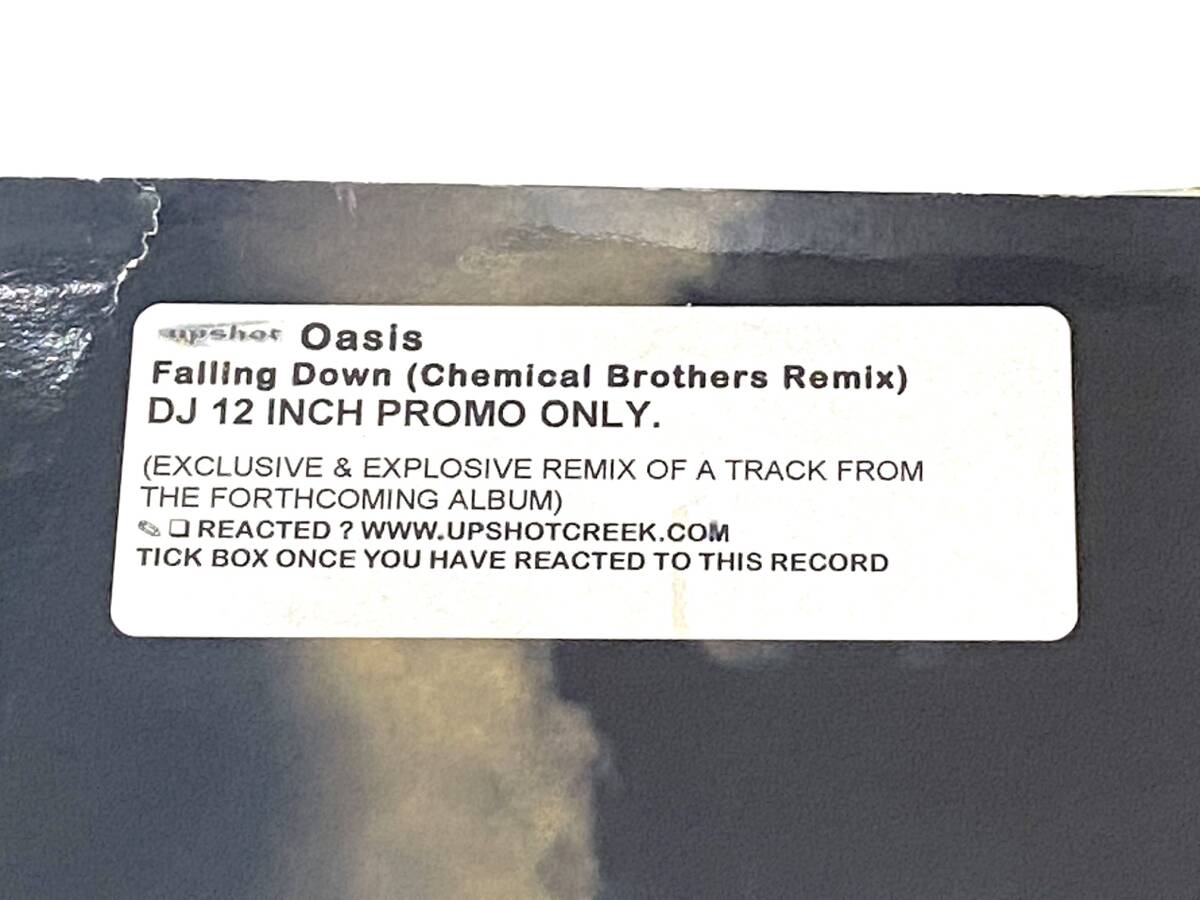 upshot Oasis
Falling Down (Chemical Brothers Remix)
DJ 12 INCH PROMO ONLY.
(EXCLUSIVE & EXPLOSIVE REMIX OF A TRACK FROM
THE FORTHCOMING ALBUM)
✎ ❑ REACTED ? WWW.UPSHOTCREEK.COM
TICK BOX ONCE YOU HAVE REACTED TO THIS RECORD